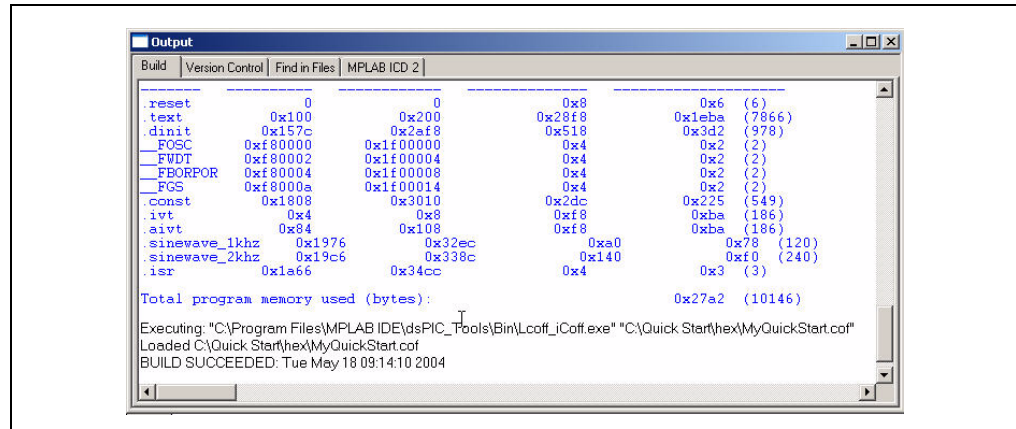 Output
Build Version Control Find in Files MPLAB ICD 2
.reset 0 0 0x8 0x6 (6)
.text 0x100 0x200 0x28f8 0x1eba (7866)
.dinit 0x157c 0x2af8 0x518 0x3d2 (978)
__FOSC 0xf80000 0x1f00000 0x4 0x2 (2)
__FWDT 0xf80002 0x1f00004 0x4 0x2 (2)
__FBORPOR 0xf80004 0x1f00008 0x4 0x2 (2)
__FGS 0xf8000a 0x1f00014 0x4 0x2 (2)
.const 0x1808 0x3010 0x2dc 0x225 (549)
.ivt 0x4 0x8 0xf8 0xba (186)
.aivt 0x84 0x108 0xf8 0xba (186)
.sinewave_1khz 0x1976 0x32ec 0xa0 0x78 (120)
.sinewave_2khz 0x19c6 0x338c 0x140 0xf0 (240)
.isr 0x1a66 0x34cc 0x4 0x3 (3)
Total program memory used (bytes): 0x27a2 (10146)
Executing: "C:\Program Files\MPLAB IDE\dsPIC_Tools\Bin\Lcoff_iCoff.exe" "C:\Quick Start\hex\MyQuickStart.cof"
Loaded C:\Quick Start\hex\MyQuickStart.cof
BUILD SUCCEEDED: Tue May 18 09:14:10 2004